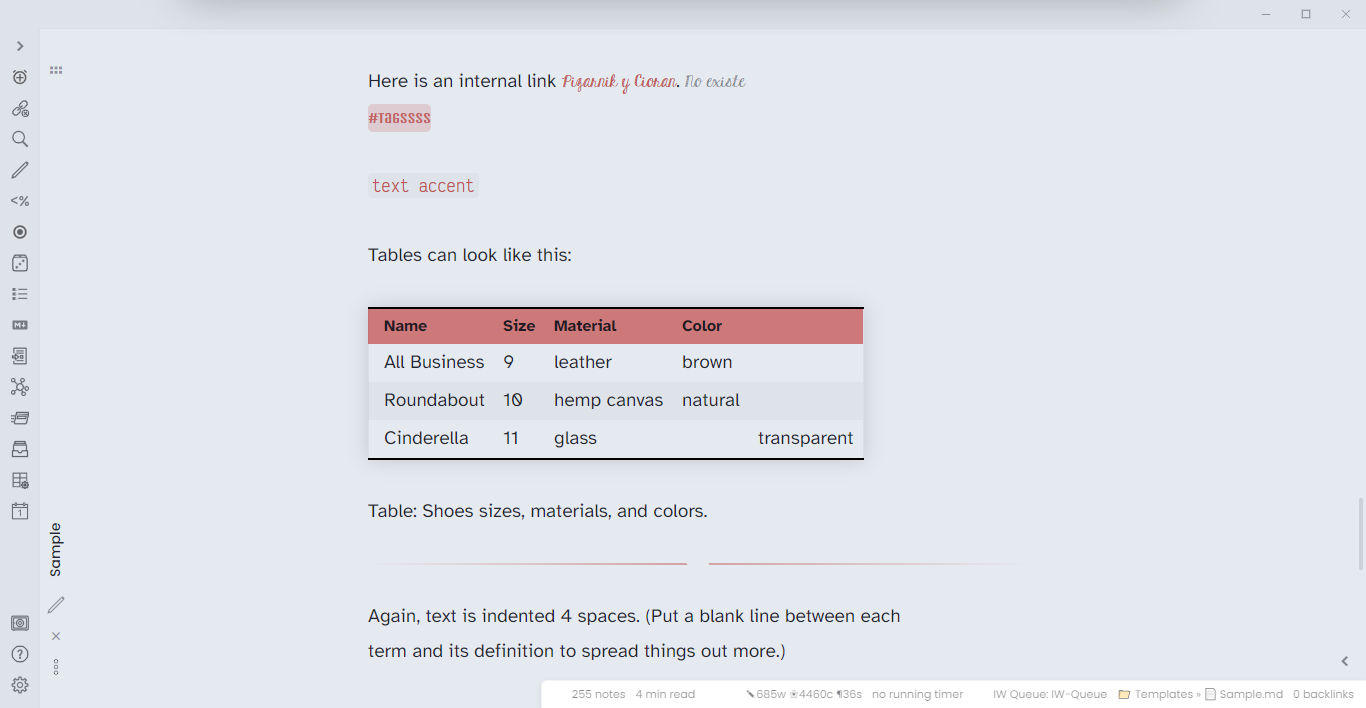 Here is an internal link Pizarnik y Cioran. No existe
#Tagssss
text accent
Tables can look like this:
Name Size Material Color
All Business 9 leather brown
Roundabout 10 hemp canvas natural
Cinderella 11 glass transparent
Table: Shoes sizes, materials, and colors.
Again, text is indented 4 spaces. (Put a blank line between each
term and its definition to spread things out more.)
<%
M↓
1
Sample
255 notes 4 min read 685w 4460c ¶36s no running timer IW Queue: IW-Queue Templates » Sample.md 0 backlinks